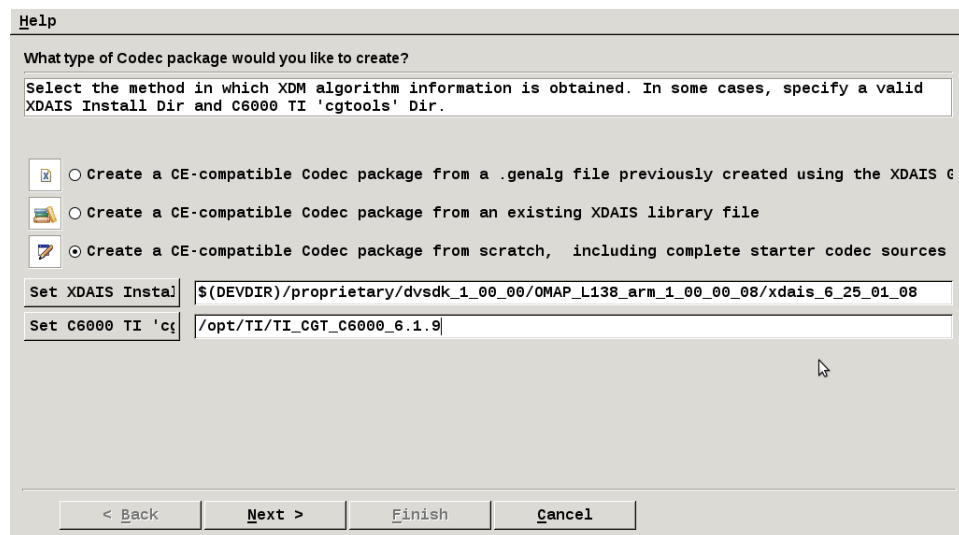 Help
What type of Codec package would you like to create?
Select the method in which XDM algorithm information is obtained. In some cases, specify a valid
XDAIS Install Dir and C6000 TI 'cgtools' Dir.
Create a CE-compatible Codec package from a .genalg file previously created using the XDAIS G
Create a CE-compatible Codec package from an existing XDAIS library file
Create a CE-compatible Codec package from scratch, including complete starter codec sources
Set XDAIS Instal
$(DEVDIR)/proprietary/dvsdk_1_00_00/OMAP_L138_arm_1_00_00_08/xdais_6_25_01_08
Set C6000 TI 'cg
/opt/TI/TI_CGT_C6000_6.1.9
< Back Next > Finish Cancel